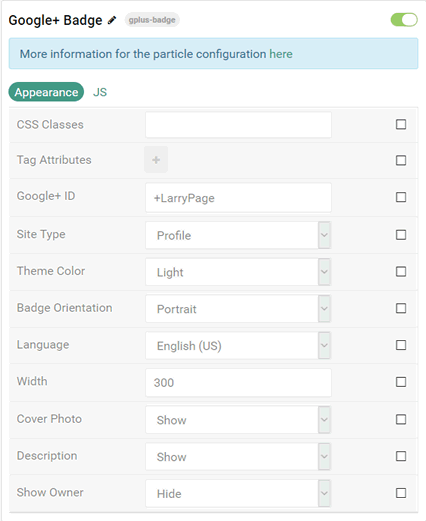 Google+ Badge gplus-badge
More information for the particle configuration here
Appearance JS
CSS Classes
Tag Attributes +
Google+ ID +LarryPage
Site Type Profile
Theme Color Light
Badge Orientation Portrait
Language English (US)
Width 300
Cover Photo Show
Description Show
Show Owner Hide